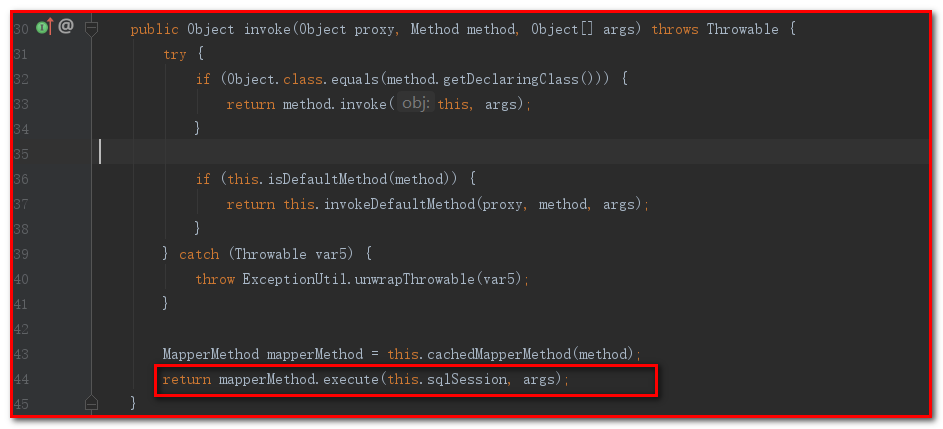 30 @ public Object invoke(Object proxy, Method method, Object[] args) throws Throwable {
31 try {
32 if (Object.class.equals(method.getDeclaringClass())) {
33 return method.invoke( obj: this, args);
34 }
35
36 if (this.isDefaultMethod(method)) {
37 return this.invokeDefaultMethod(proxy, method, args);
38 }
39 } catch (Throwable var5) {
40 throw ExceptionUtil.unwrapThrowable(var5);
41 }
42
43 MapperMethod mapperMethod = this.cachedMapperMethod(method);
44 return mapperMethod.execute(this.sqlSession, args);
45 }